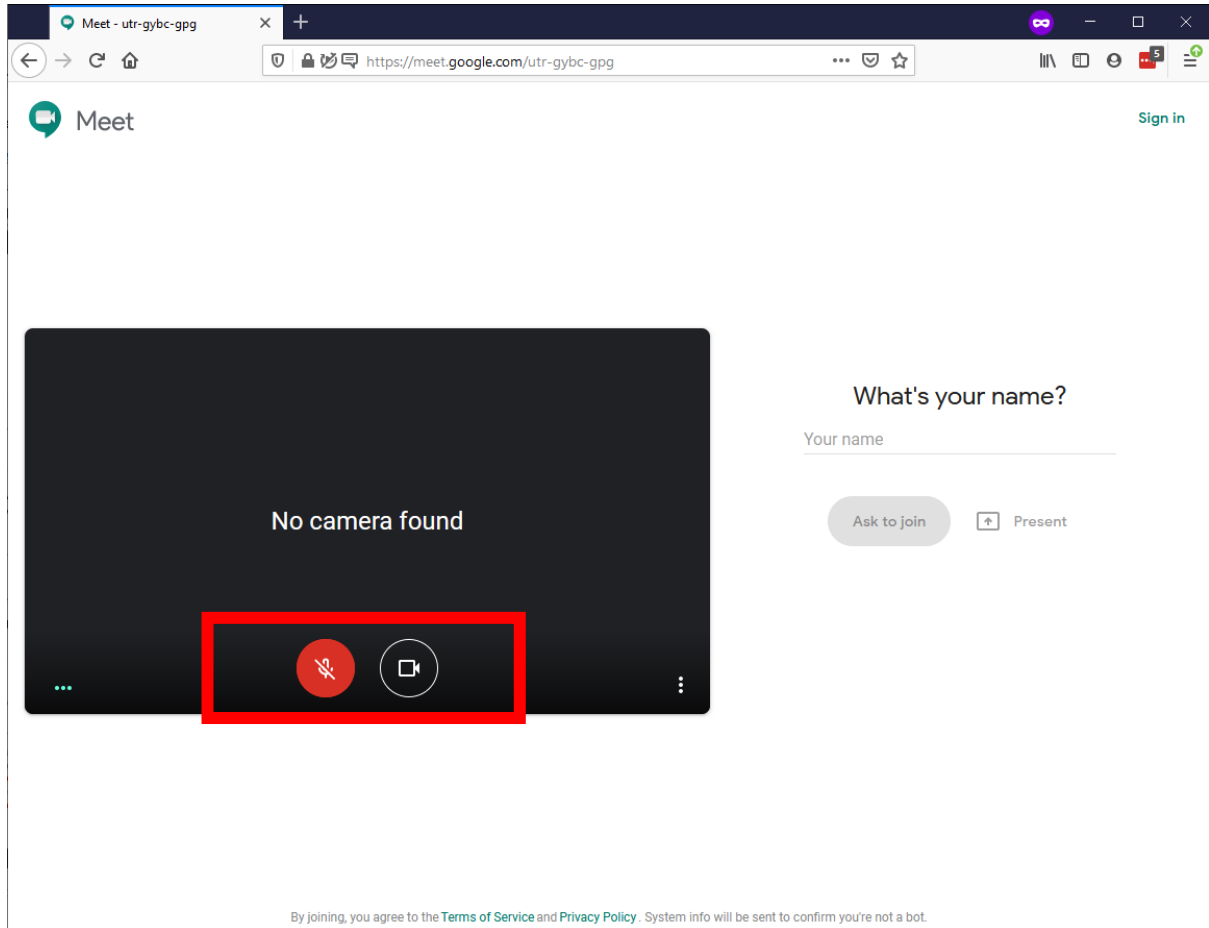 Meet - utr-gybc-gpg
https://meet.google.com/utr-gybc-gpg
5
Meet
Sign in
What's your name?
Your name
No camera found
Ask to join
Present
By joining, you agree to the Terms of Service and Privacy Policy. System info will be sent to confirm you're not a bot.